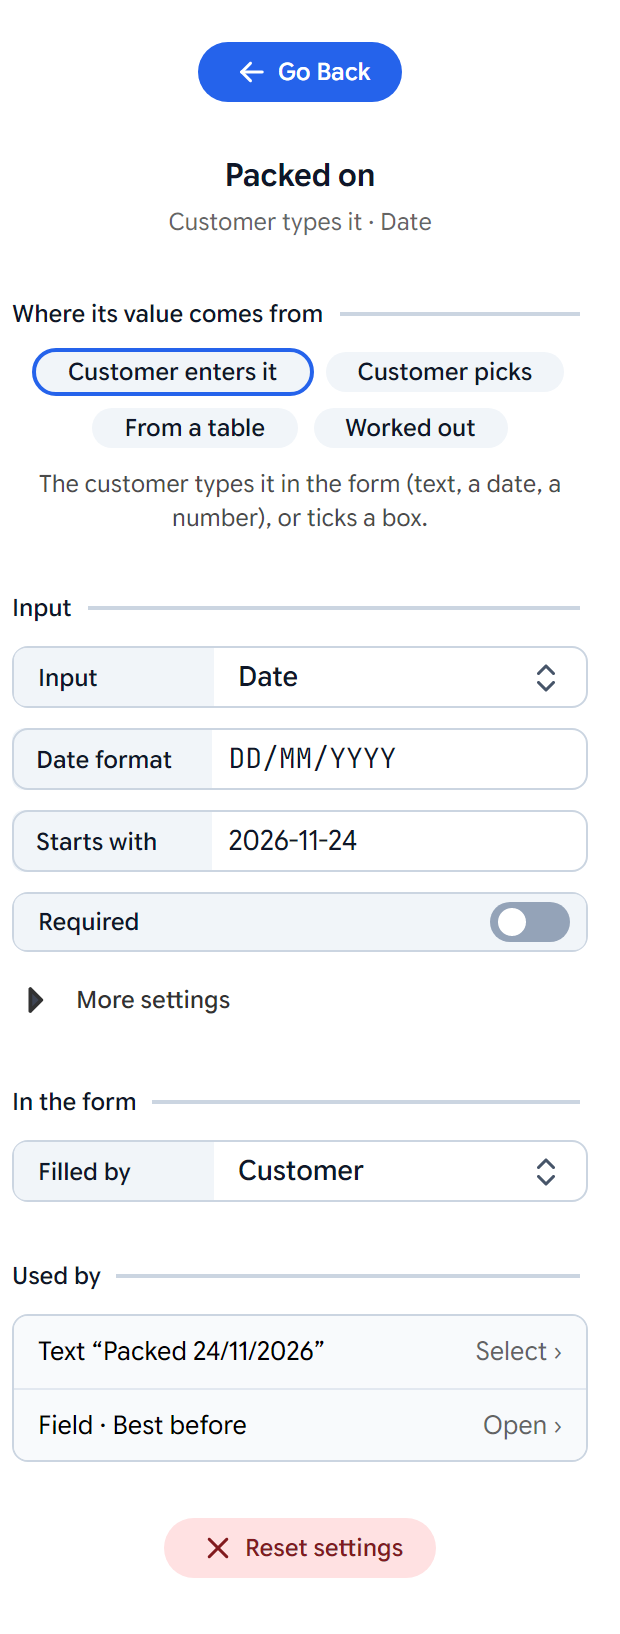 Go Back
Packed on
Customer types it · Date
Where its value comes from
Customer enters it
Customer picks
From a table
Worked out
The customer types it in the form (text, a date, a
number), or ticks a box.
Input
Input
Date
Date format
DD/MM/YYYY
Starts with
2026-11-24
Required
More settings
In the form
Filled by
Customer
Used by
Text “Packed 24/11/2026”
Select ›
Field · Best before
Open ›
Reset settings